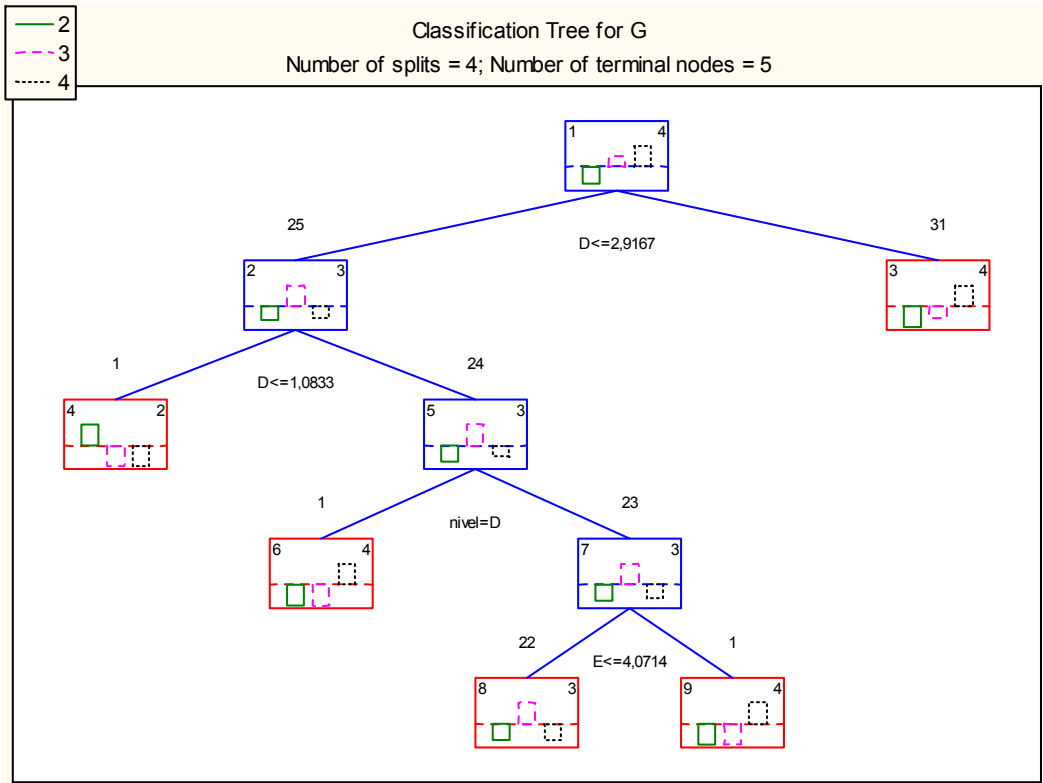 2
3
4
Classification Tree for G
Number of splits = 4; Number of terminal nodes = 5
1 4
25 31
D<=2,9167
2 3
3 4
1 24
D<=1,0833
4 2
5 3
1 23
nivel=D
6 4
7 3
22 1
E<=4,0714
8 3
9 4